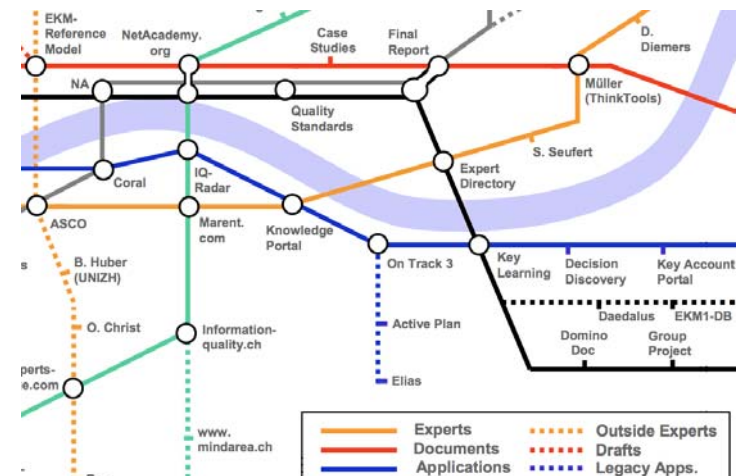 EKM-
Reference
Model
NetAcademy.
org
Case
Studies
Final
Report
D.
Diemers
NA
Quality
Standards
Müller
(ThinkTools)
S. Seufert
Coral
IQ-
Radar
Expert
Directory
ASCO
Marent.
com
Knowledge
Portal
On Track 3
Key
Learning
Decision
Discovery
Key Account
Portal
s
B. Huber
(UNIZH)
O. Christ
Information-
quality.ch
Active Plan
Elias
Daedalus
EKM1-DB
Domino
Doc
Group
Project
perts-
e.com
www.
mindarea.ch
Experts
Documents
Applications
Outside Experts
Drafts
Legacy Apps.